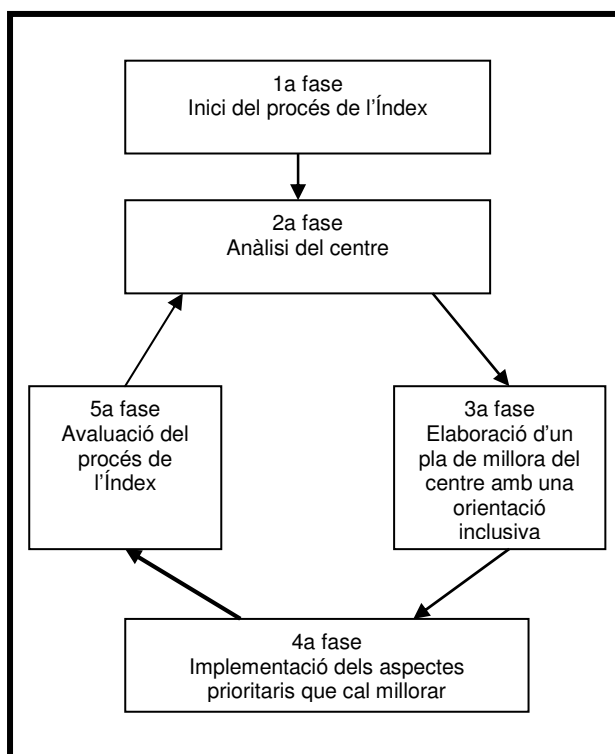 1a fase
Inici del procés de l’Índex
2a fase
Anàlisi del centre
3a fase
Elaboració d’un
pla de millora del
centre amb una
orientació
inclusiva
4a fase
Implementació dels aspectes
prioritaris que cal millorar
5a fase
Avaluació del
procés de
l’Índex